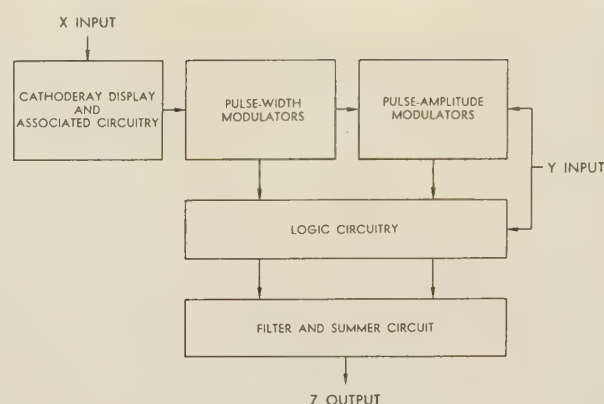 X INPUT
CATHODERAY DISPLAY
AND
ASSOCIATED CIRCUITRY
PULSE-WIDTH
MODULATORS
PULSE-AMPLITUDE
MODULATORS
Y INPUT
LOGIC CIRCUITRY
FILTER AND SUMMER CIRCUIT
Z OUTPUT